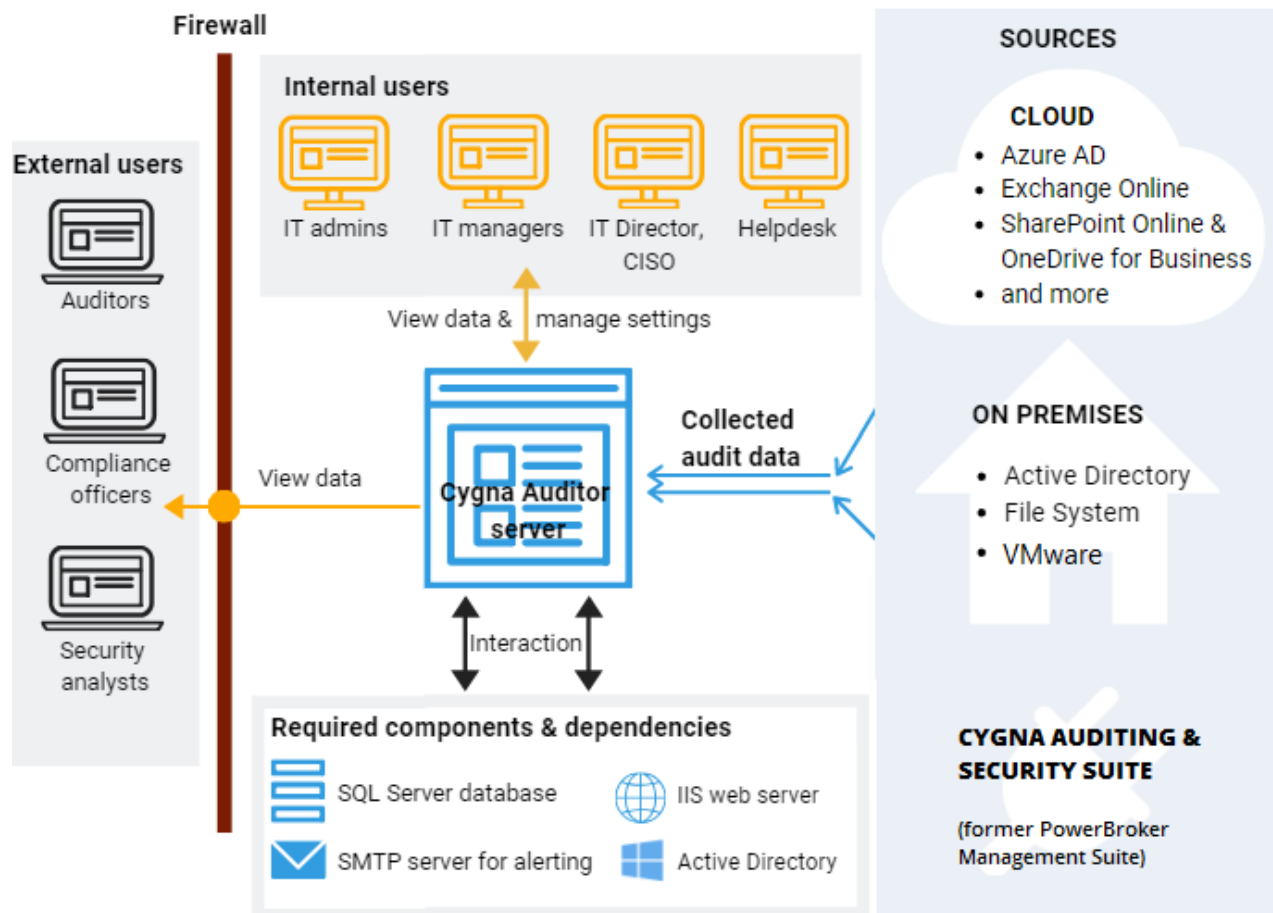 Firewall
External users
Auditors
Compliance
officers
Security
analysts
Internal users
IT admins
IT managers
IT Director,
CISO
Helpdesk
View data & manage settings
View data
Cygna Auditor
server
Collected
audit data
Interaction
Required components & dependencies
SQL Server database
IIS web server
SMTP server for alerting
Active Directory
SOURCES
CLOUD
• Azure AD
• Exchange Online
• SharePoint Online &
OneDrive for Business
• and more
ON PREMISES
• Active Directory
• File System
• VMware
CYGNA AUDITING &
SECURITY SUITE
(former PowerBroker
Management Suite)